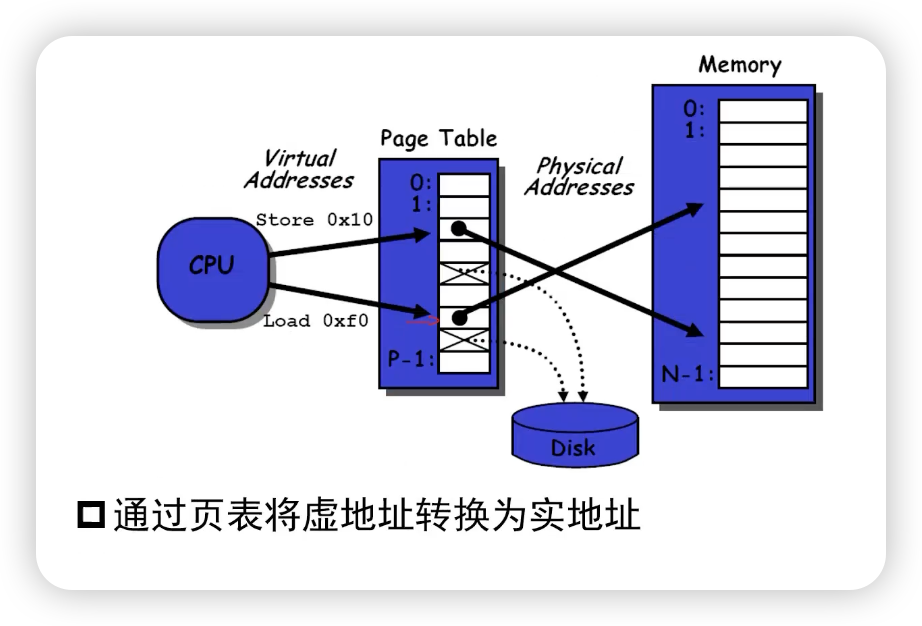 Memory
0:
1:
N-1:
Page Table
0:
1:
P-1:
Virtual
Addresses
Physical
Addresses
Store 0x10
CPU
Load 0xf0
Disk
通过页表将虚地址转换为实地址